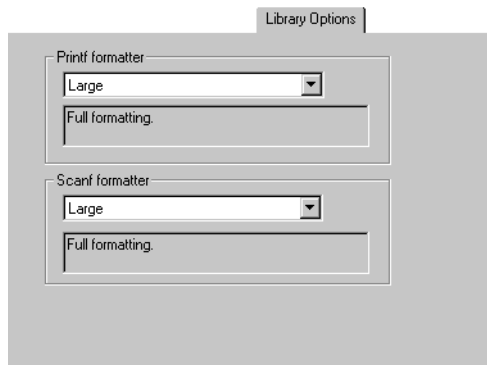 Library Options
Printf formatter
Large
Full formatting.
Scanf formatter
Large
Full formatting.